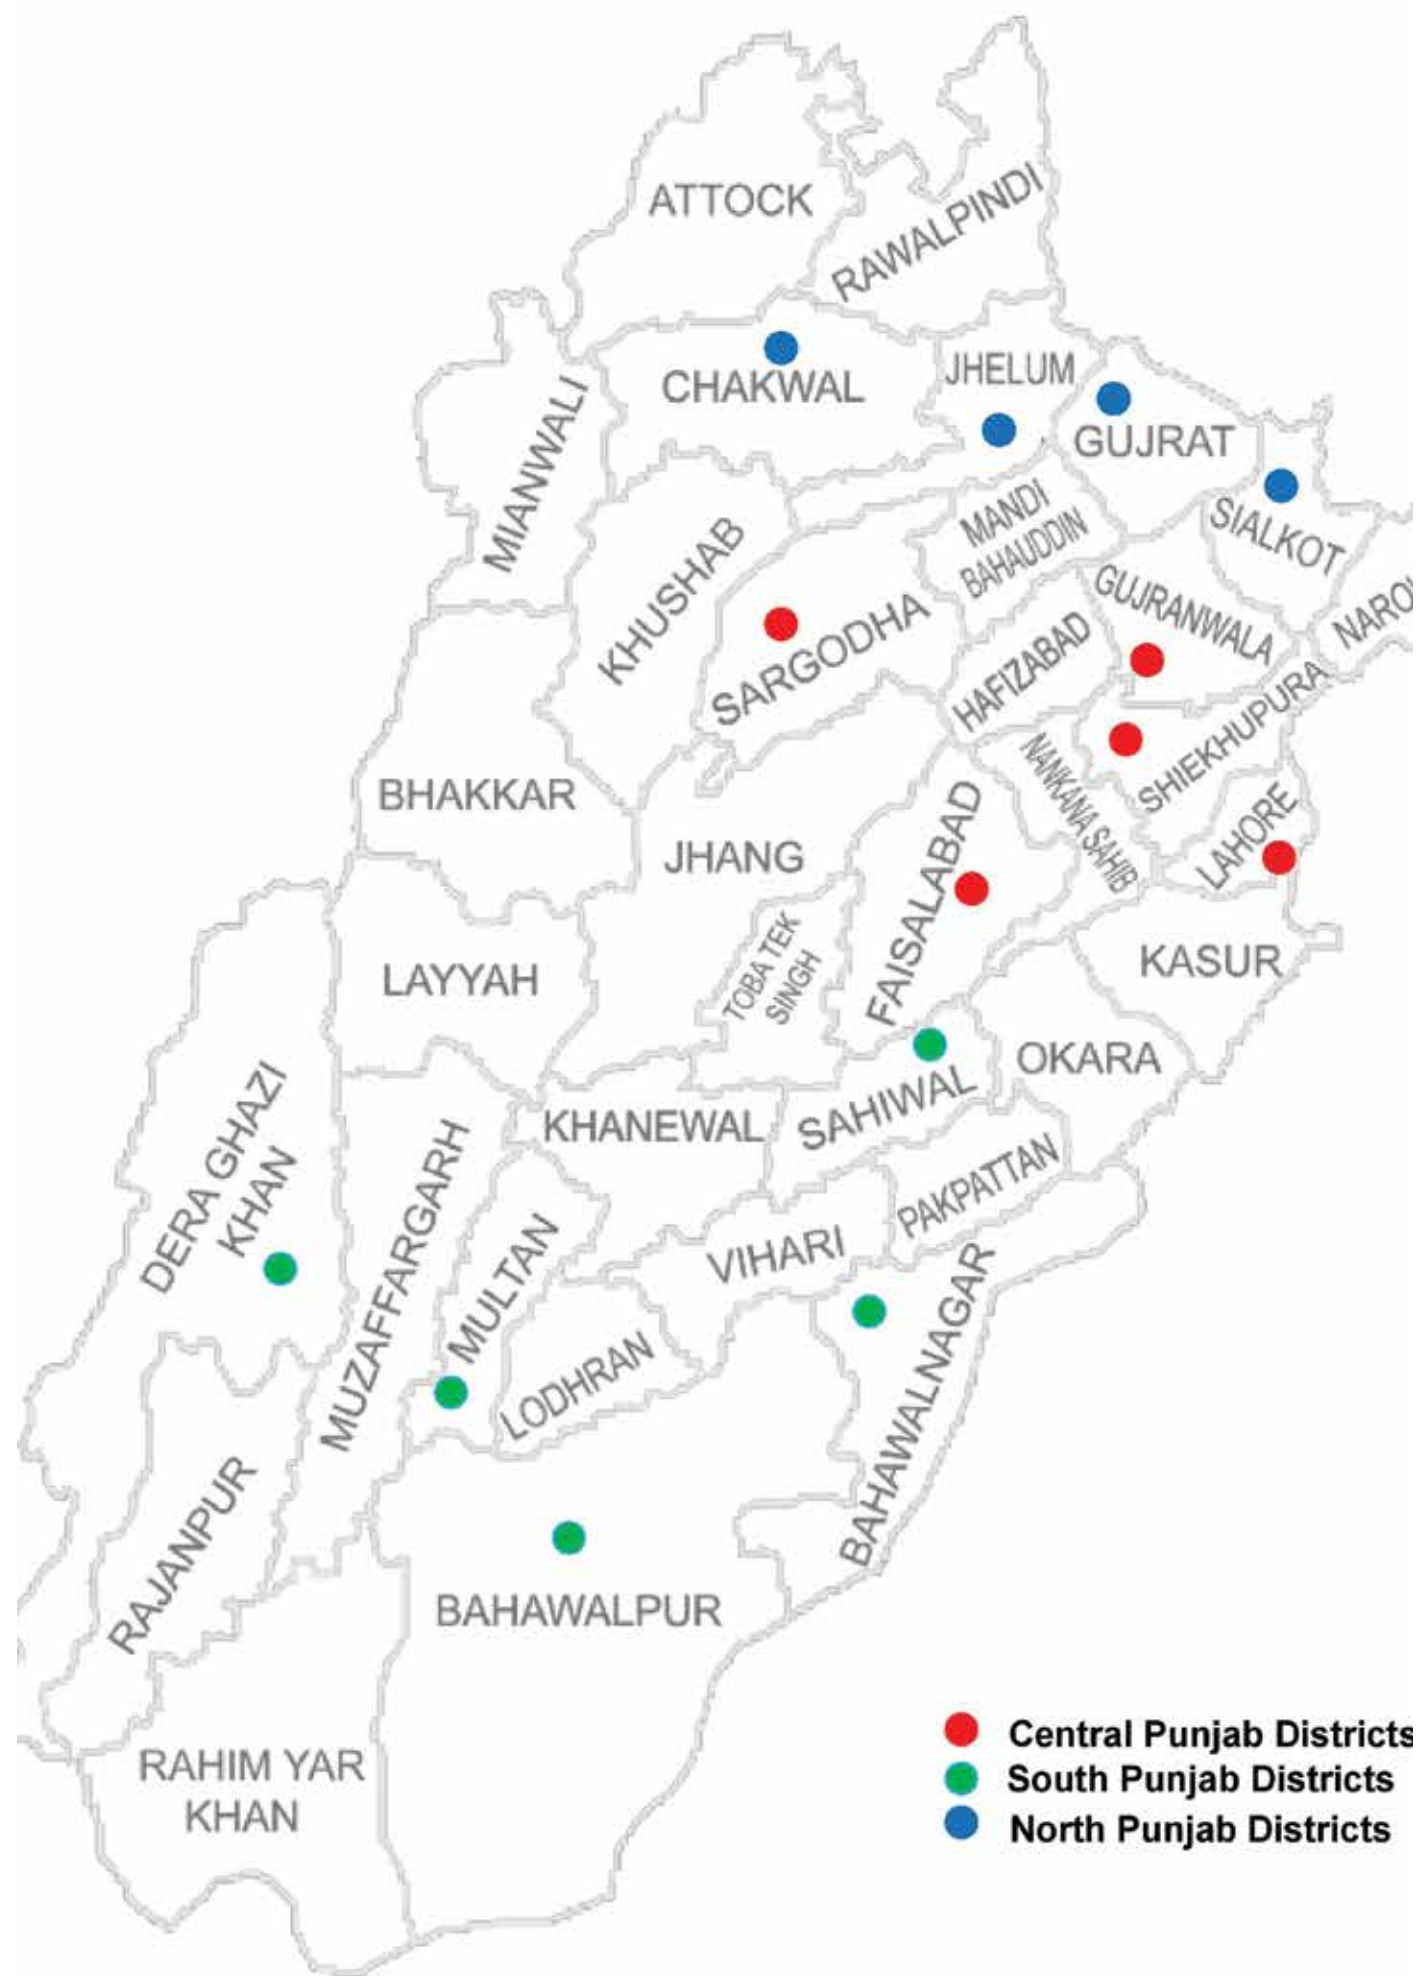 ATTOCK
RAWALPINDI
CHAKWAL
JHELUM
GUJRAT
MIANWALI
SIALKOT
MANDI
BAHAUDDIN
KHUSHAB
SARGODHA
GUJRANWALA
NAROW
HAFIZABAD
SHIEKHUPURA
BHAKKAR
NANKANA SAHIB
LAHORE
JHANG
FAISALABAD
TOBA TEK
SINGH
LAYYAH
KASUR
OKARA
DERA GHAZI
KHAN
KHANEWAL
SAHIWAL
MUZAFFARGARH
PAKPATTAN
MULTAN
VIHARI
LODHRAN
BAHAWALNAGAR
RAJANPUR
BAHAWALPUR
RAHIM YAR
KHAN
Central Punjab Districts
South Punjab Districts
North Punjab Districts